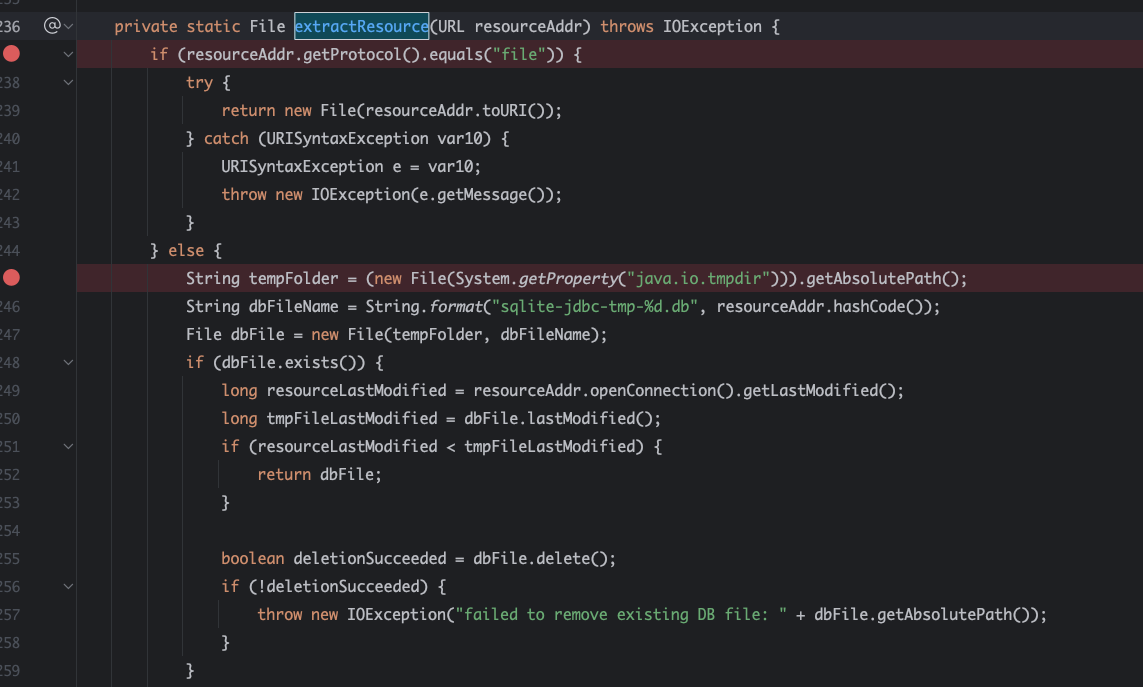 236 @ private static File extractResource(URL resourceAddr) throws IOException {
if (resourceAddr.getProtocol().equals("file")) {
238 try {
239 return new File(resourceAddr.toURI());
240 } catch (URISyntaxException var10) {
241 URISyntaxException e = var10;
242 throw new IOException(e.getMessage());
243 }
244 } else {
String tempFolder = (new File(System.getProperty("java.io.tmpdir"))).getAbsolutePath();
246 String dbFileName = String.format("sqlite-jdbc-tmp-%d.db", resourceAddr.hashCode());
247 File dbFile = new File(tempFolder, dbFileName);
248 if (dbFile.exists()) {
249 long resourceLastModified = resourceAddr.openConnection().getLastModified();
250 long tmpFileLastModified = dbFile.lastModified();
251 if (resourceLastModified < tmpFileLastModified) {
252 return dbFile;
253 }
254
255 boolean deletionSucceeded = dbFile.delete();
256 if (!deletionSucceeded) {
257 throw new IOException("failed to remove existing DB file: " + dbFile.getAbsolutePath());
258 }
259 }